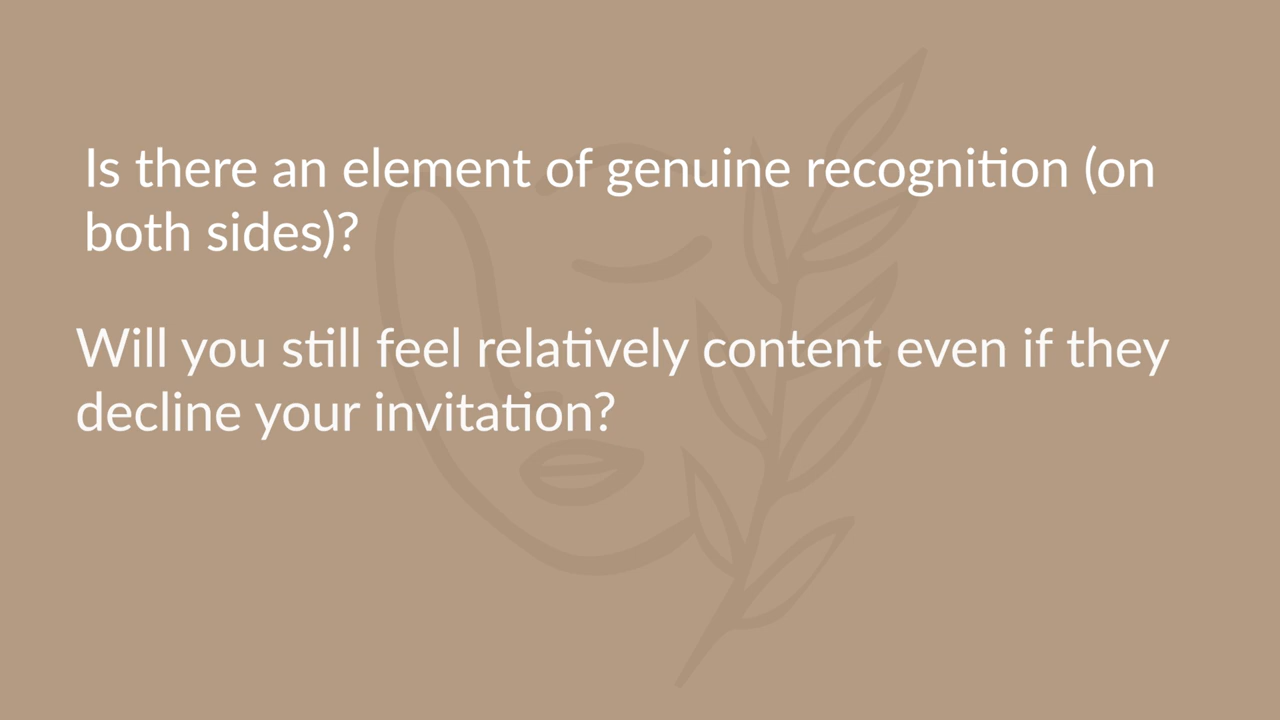 Is there an element of genuine recognition (on
both sides)?
Will you still feel relatively content even if they
decline your invitation?